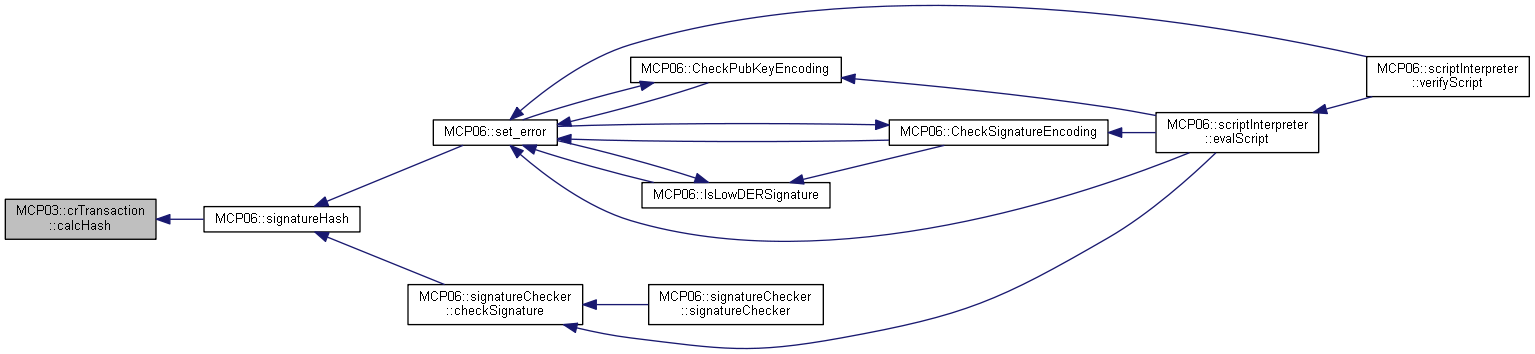 MCP03::crTransaction
::calcHash
MCP06::signatureHash
MCP06::set_error
MCP06::signatureChecker
::checkSignature
MCP06::CheckPubKeyEncoding
MCP06::IsLowDERSignature
MCP06::signatureChecker
::signatureChecker
MCP06::CheckSignatureEncoding
MCP06::scriptInterpreter
::evalScript
MCP06::scriptInterpreter
::verifyScript